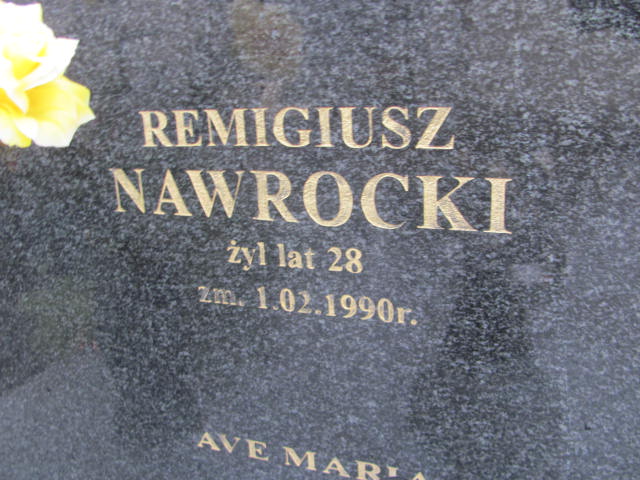 REMIGIUSZ
NAWROCKI
żył lat 28
zm. 1.02.1990r.
AVE MARIA